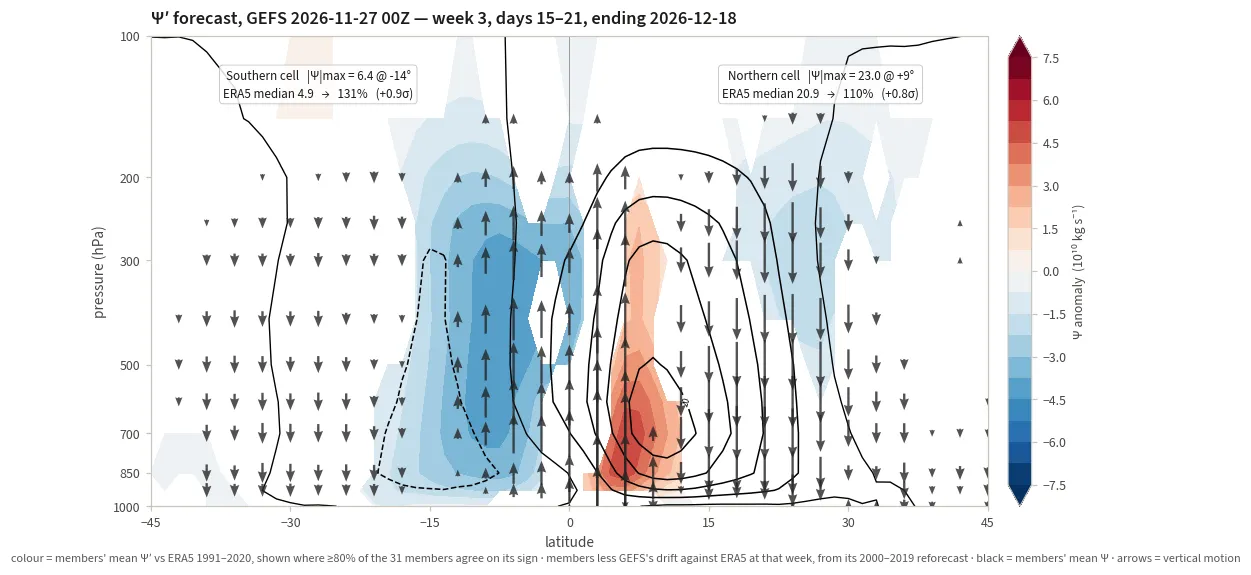 Ψ′ forecast, GEFS 2026-11-27 00Z — week 3, days 15–21, ending 2026-12-18
Southern cell |Ψ|max = 6.4 @ -14°
ERA5 median 4.9 → 131% (+0.9σ)
Northern cell |Ψ|max = 23.0 @ +9°
ERA5 median 20.9 → 110% (+0.8σ)
pressure (hPa)
100
200
300
400
500
700
850
1000
−45
−30
−15
0
15
30
45
latitude
7.5
6.0
4.5
3.0
1.5
0.0
−1.5
−3.0
−4.5
−6.0
−7.5
Ψ anomaly (10¹⁰ kg s⁻¹)
colour = members' mean Ψ′ vs ERA5 1991–2020, shown where ≥80% of the 31 members agree on its sign · members less GEFS's drift against ERA5 at that week, from its 2000–2019 reforecast · black = members' mean Ψ · arrows = vertical motion